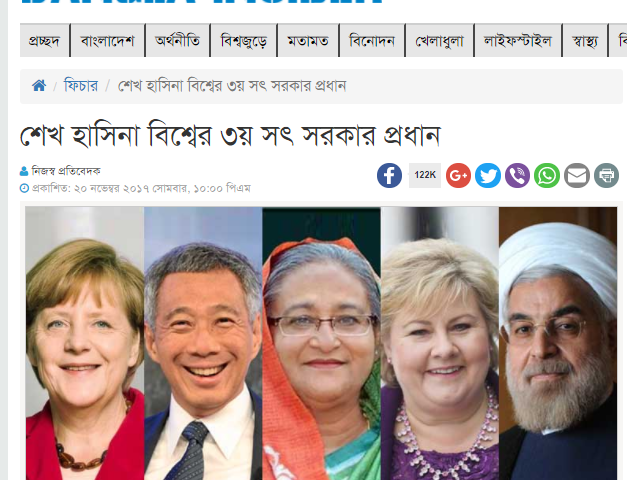 প্রচ্ছদ বাংলাদেশ অর্থনীতি বিশ্বজুড়ে মতামত বিনোদন খেলাধুলা লাইফস্টাইল স্বাস্থ্য
/ ফিচার / শেখ হাসিনা বিশ্বের ৩য় সৎ সরকার প্রধান
শেখ হাসিনা বিশ্বের ৩য় সৎ সরকার প্রধান
নিজস্ব প্রতিবেদক
প্রকাশিত: ২০ নভেম্বর ২০১৭ সোমবার, ১০:০০ পিএম
122K